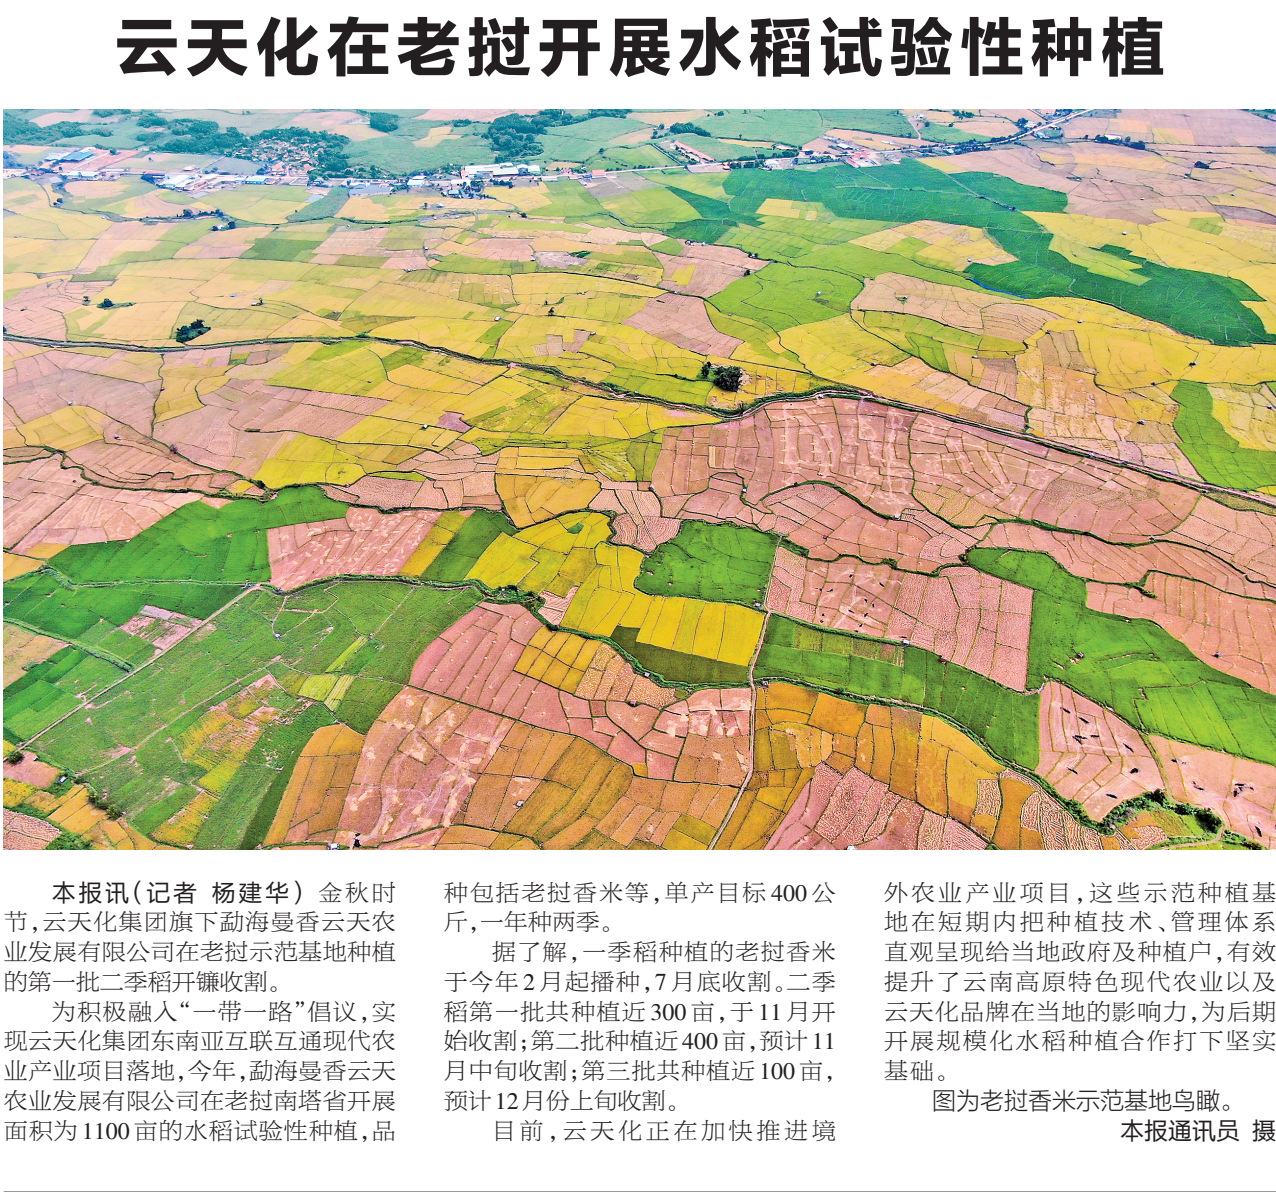 云天化在老挝开展水稻试验性种植
本报讯（记者 杨建华）金秋时
节，云天化集团旗下勐海曼香云天农
业发展有限公司在老挝示范基地种植
的第一批二季稻开镰收割。
为积极融入“一带一路”倡议，实
现云天化集团东南亚互联互通现代农
业产业项目落地，今年，勐海曼香云天
农业发展有限公司在老挝南塔省开展
面积为1100亩的水稻试验性种植，品
种包括老挝香米等，单产目标400公
斤，一年种两季。
据了解，一季稻种植的老挝香米
于今年2月起播种，7月底收割。二季
稻第一批共种植近300亩，于11月开
始收割；第二批种植近400亩，预计11
月中旬收割；第三批共种植近100亩，
预计12月份上旬收割。
目前，云天化正在加快推进境
外农业产业项目，这些示范种植基
地在短期内把种植技术、管理体系
直观呈现给当地政府及种植户，有效
提升了云南高原特色现代农业以及
云天化品牌在当地的影响力，为后期
开展规模化水稻种植合作打下坚实
基础。
图为老挝香米示范基地鸟瞰。
本报通讯员 摄